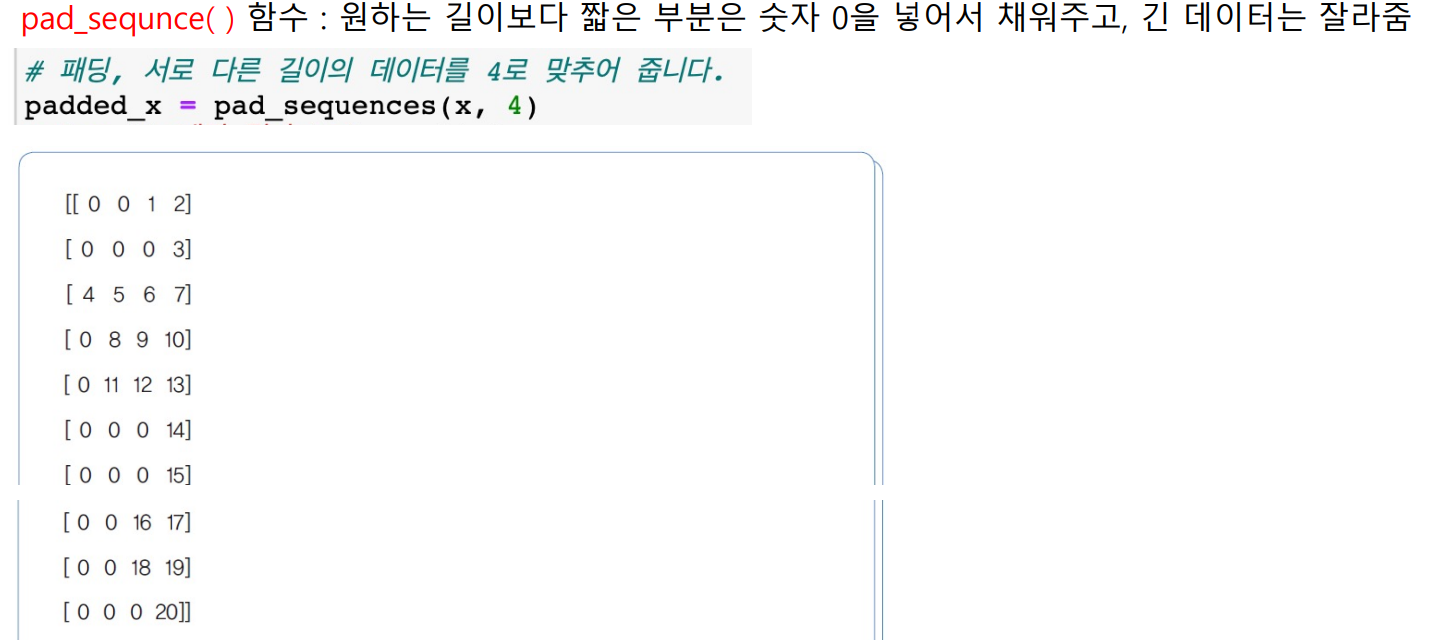 pad_sequnce( ) 함수 : 원하는 길이보다 짧은 부분은 숫자 0을 넣어서 채워주고, 긴 데이터는 잘라줌
# 패딩, 서로 다른 길이의 데이터를 4로 맞추어 줍니다.
padded_x = pad_sequences(x, 4)
[[ 0 0 1 2]
[ 0 0 0 3]
[ 4 5 6 7]
[ 0 8 9 10]
[ 0 11 12 13]
[ 0 0 0 14]
[ 0 0 0 15]
[ 0 0 16 17]
[ 0 0 18 19]
[ 0 0 0 20]]